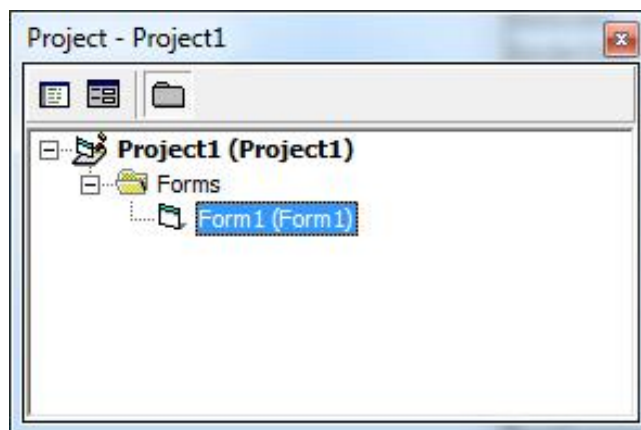 Project - Project1
Project1 (Project1)
Forms
Form1 (Form1)